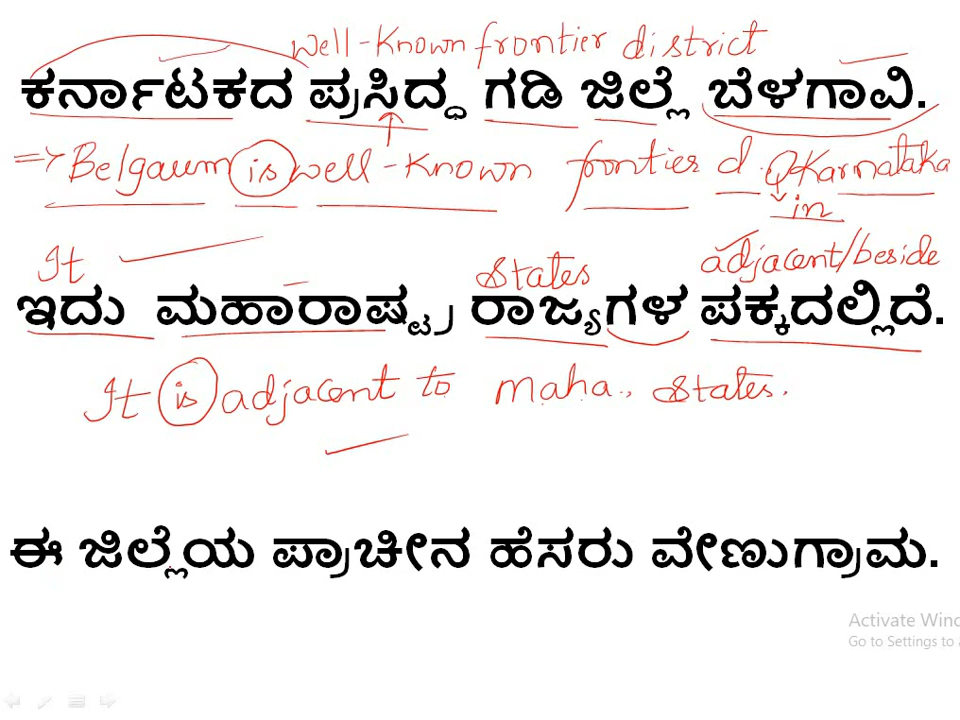 well-known frontier district
ಕರ್ನಾಟಕದ ಪ್ರಸಿದ್ಧ ಗಡಿ ಜಿಲ್ಲೆ ಬೆಳಗಾವಿ.
=> Belgaum is well-known frontier d. Karnataka
in
It states adjacent/beside
ಇದು ಮಹಾರಾಷ್ಟ್ರ ರಾಜ್ಯಗಳ ಪಕ್ಕದಲ್ಲಿದೆ.
It is adjacent to Maha., States.
ಈ ಜಿಲ್ಲೆಯ ಪ್ರಾಚೀನ ಹೆಸರು ವೇಣುಗ್ರಾಮ.
Activate Wind
Go to Settings to a